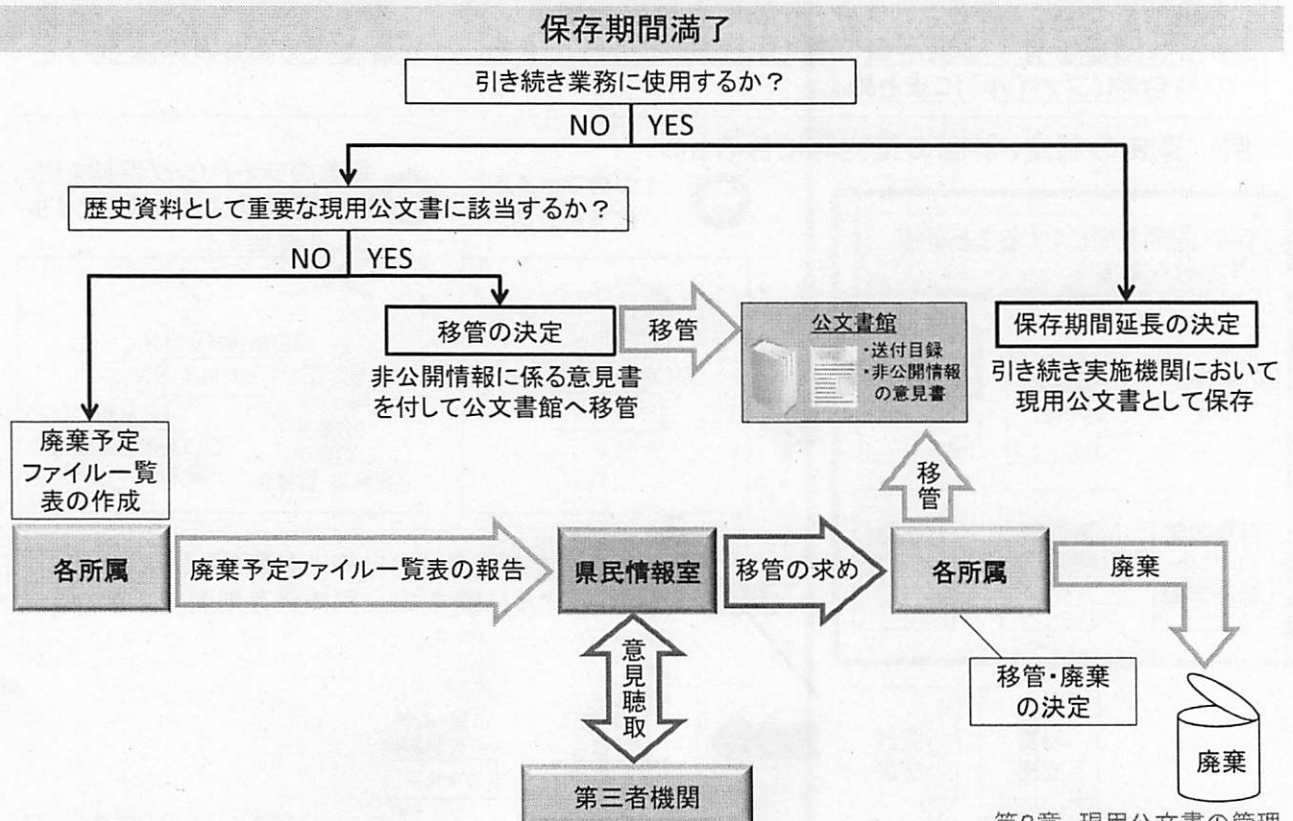 保存期間満了
引き続き業務に使用するか？
NO YES
歴史資料として重要な現用公文書に該当するか？
NO YES
移管の決定
非公開情報に係る意見書
を付して公文書館へ移管
移管
公文書館
・送付目録
・非公開情報
の意見書
保存期間延長の決定
引き続き実施機関において
現用公文書として保存
廃棄予定
ファイル一覧
表の作成
各所属
廃棄予定ファイル一覧表の報告
県民情報室
移管の求め
各所属
移管
廃棄
意見聴取
移管・廃棄
の決定
廃棄
第三者機関
現用公文書の管理